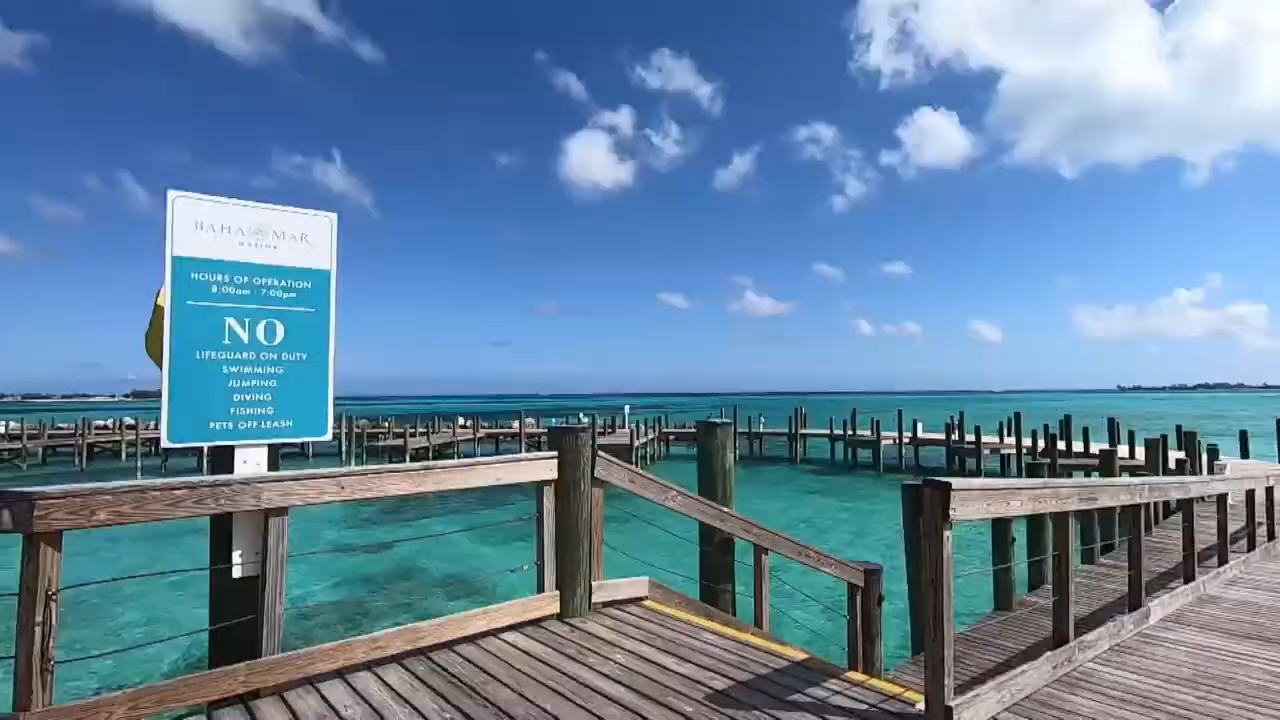 BAHA MAR
MARINA
HOURS OF OPERATION
8:00am - 7:00pm
NO
LIFEGUARD ON DUTY
SWIMMING
JUMPING
DIVING
FISHING
PETS OFF-LEASH